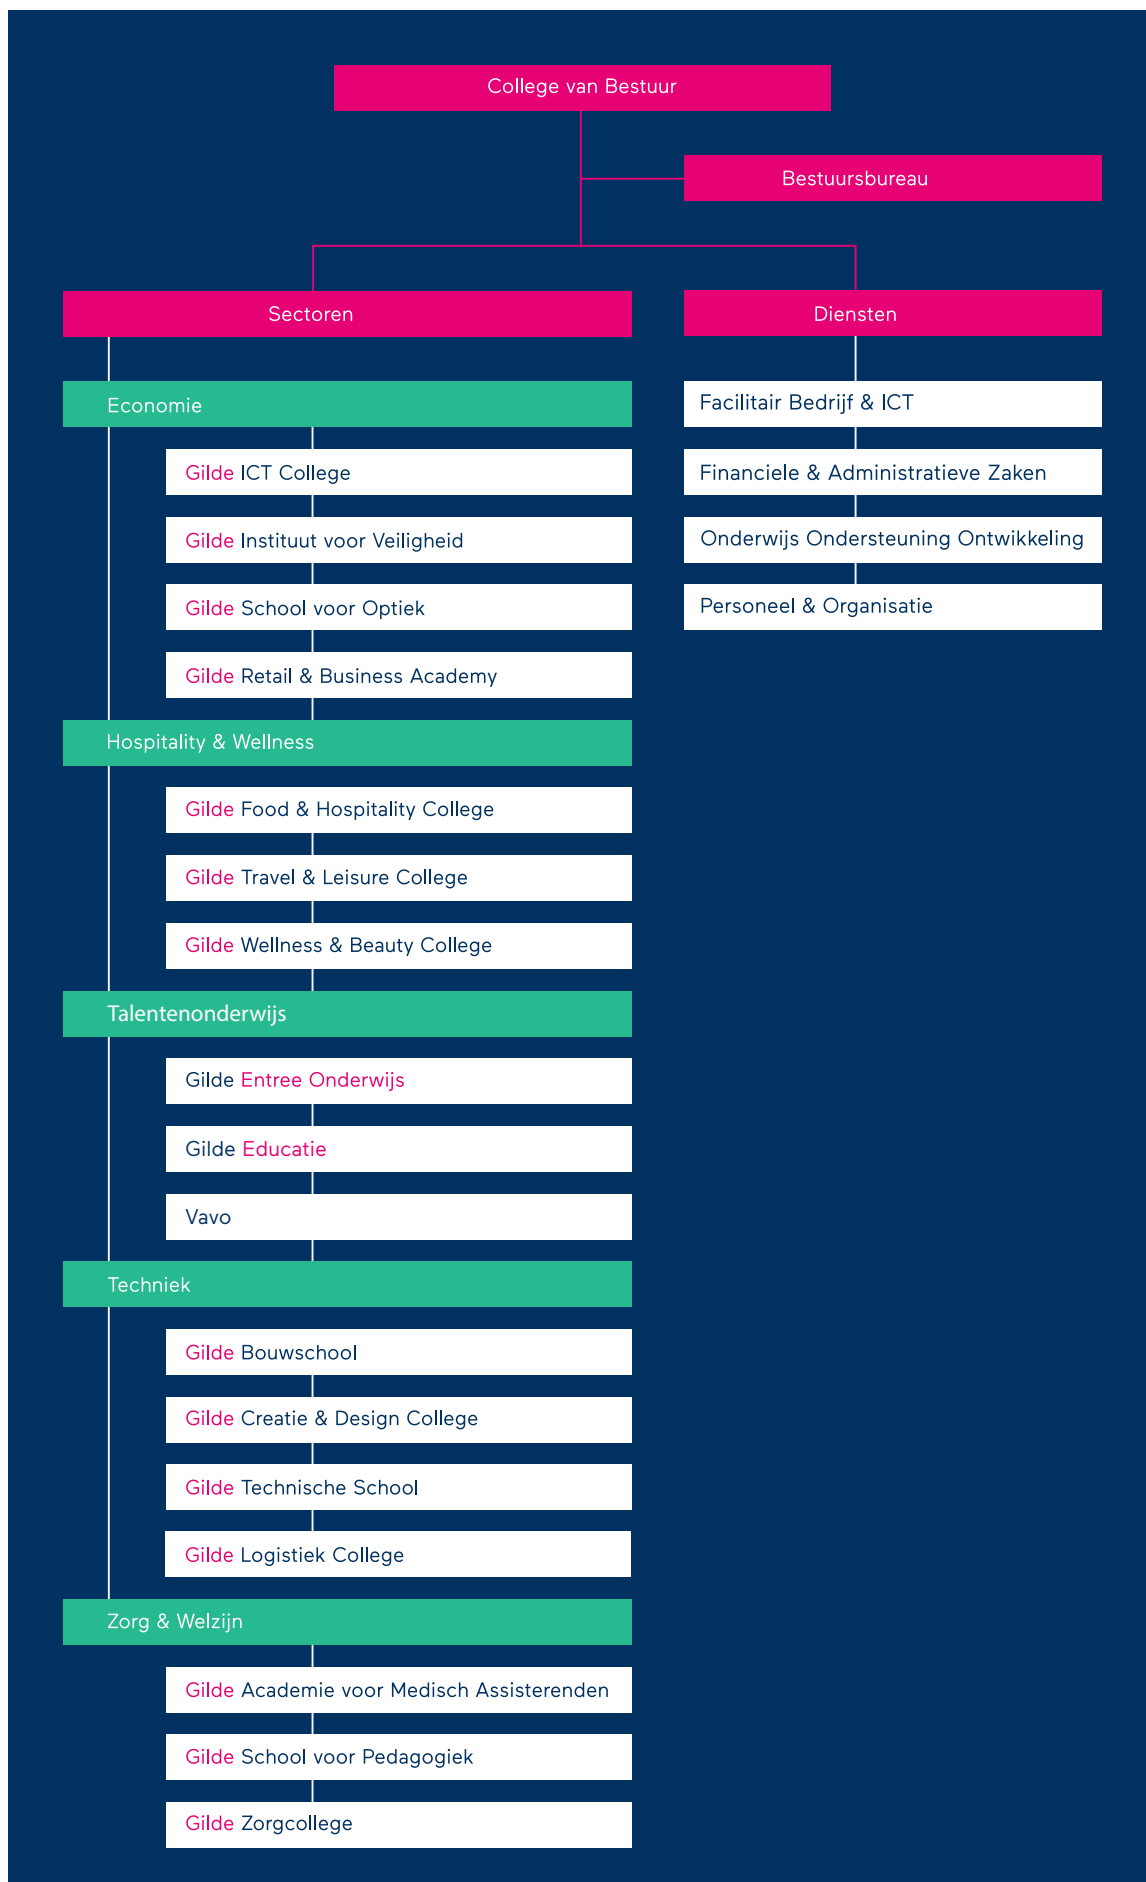 College van Bestuur
Bestuursbureau
Sectoren
Economie
Gilde ICT College
Gilde Instituut voor Veiligheid
Gilde School voor Optiek
Gilde Retail & Business Academy
Hospitality & Wellness
Gilde Food & Hospitality College
Gilde Travel & Leisure College
Gilde Wellness & Beauty College
Talentenonderwijs
Gilde Entree Onderwijs
Gilde Educatie
Vavo
Techniek
Gilde Bouwschool
Gilde Creatie & Design College
Gilde Technische School
Gilde Logistiek College
Zorg & Welzijn
Gilde Academie voor Medisch Assisterenden
Gilde School voor Pedagogiek
Gilde Zorgcollege
Diensten
Facilitair Bedrijf & ICT
Financiele & Administratieve Zaken
Onderwijs Ondersteuning Ontwikkeling
Personeel & Organisatie